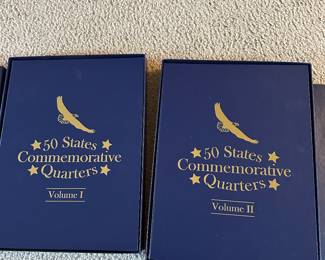 50 States
Commemorative
Quarters
Volume I
50 States
Commemorative
Quarters
Volume II